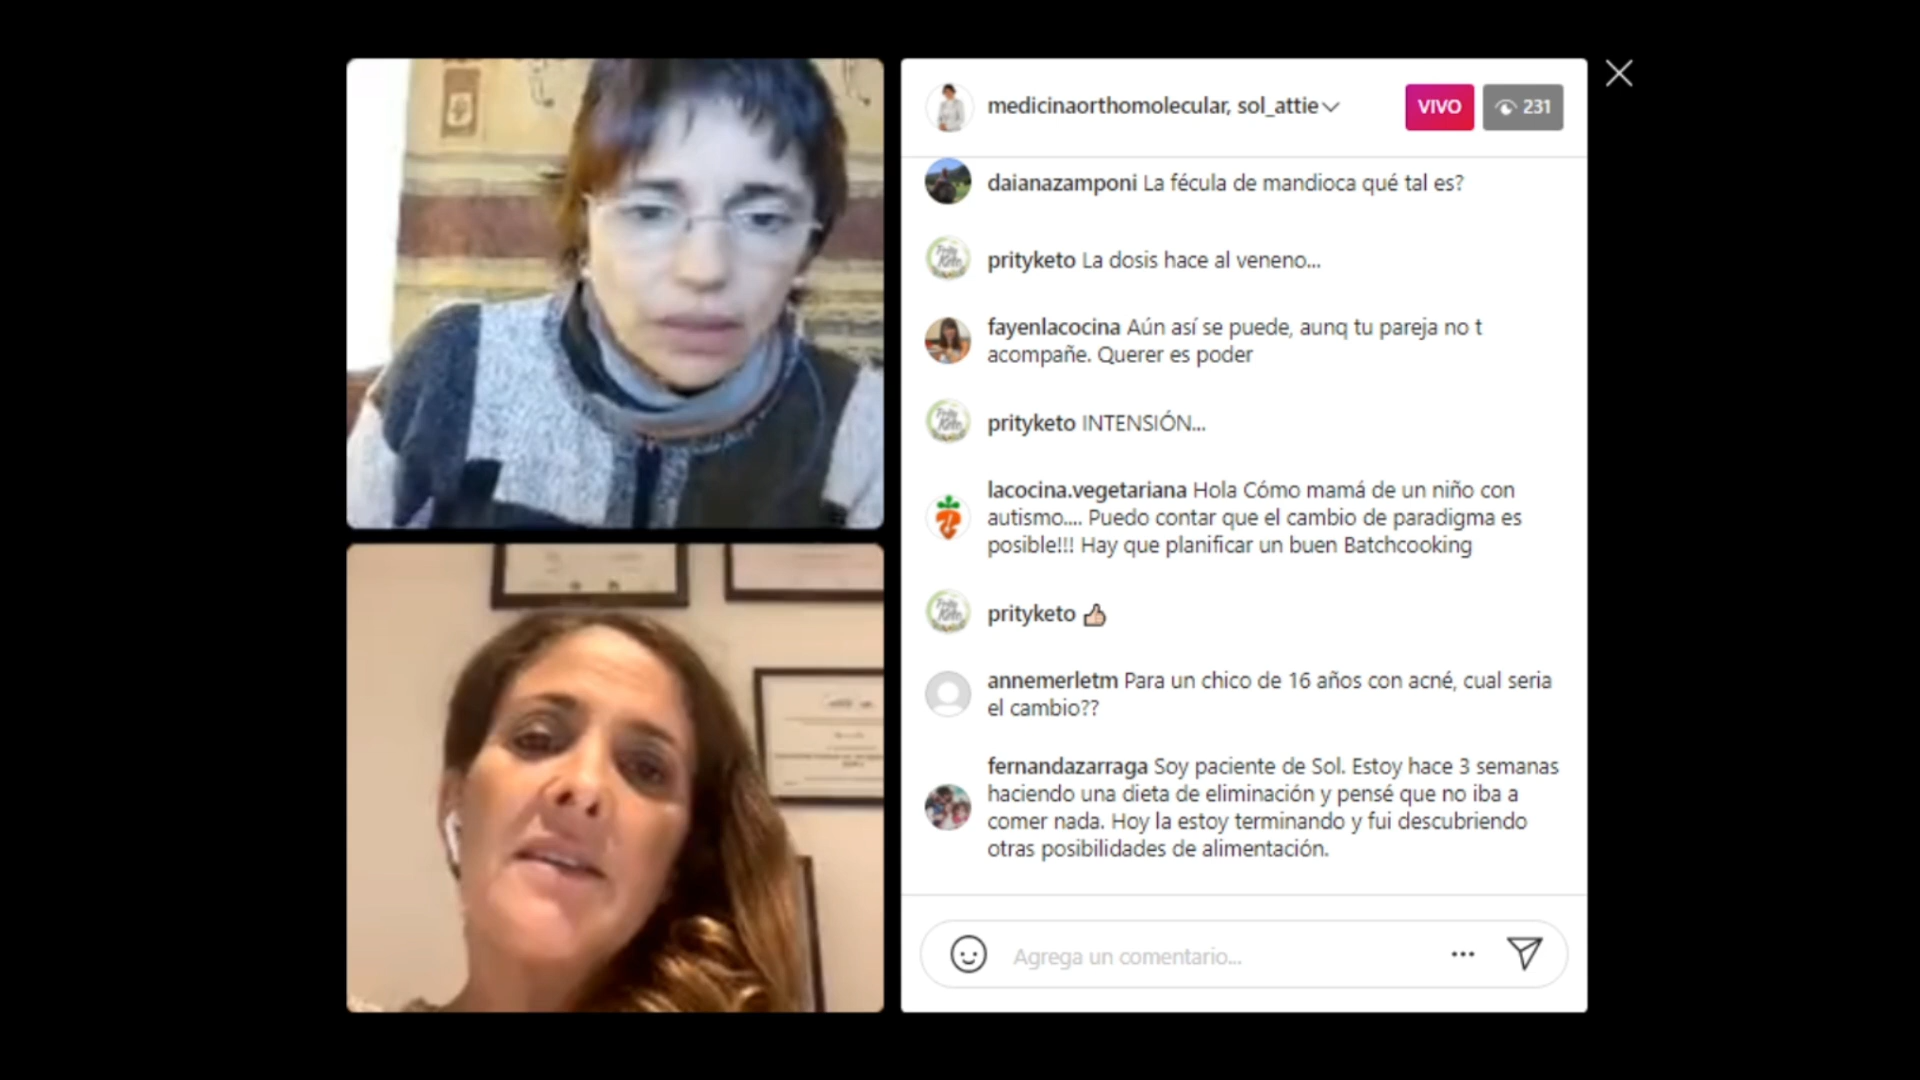 medicinaorthomolecular, sol_attie
VIVO
231
daianazamponi La fécula de mandioca qué tal es?
prityketo La dosis hace al veneno...
fayenlacocina Aún así se puede, aunq tu pareja no t
acompañe. Querer es poder
prityketo INTENSIÓN...
lacocina.vegetariana Hola Cómo mamá de un niño con
autismo.... Puedo contar que el cambio de paradigma es
posible!!! Hay que planificar un buen Batchcooking
prityketo 👍🏻
annemerletm Para un chico de 16 años con acné, cual seria
el cambio??
fernandazarraga Soy paciente de Sol. Estoy hace 3 semanas
haciendo una dieta de eliminación y pensé que no iba a
comer nada. Hoy la estoy terminando y fui descubriendo
otras posibilidades de alimentación.
Agrega un comentario...